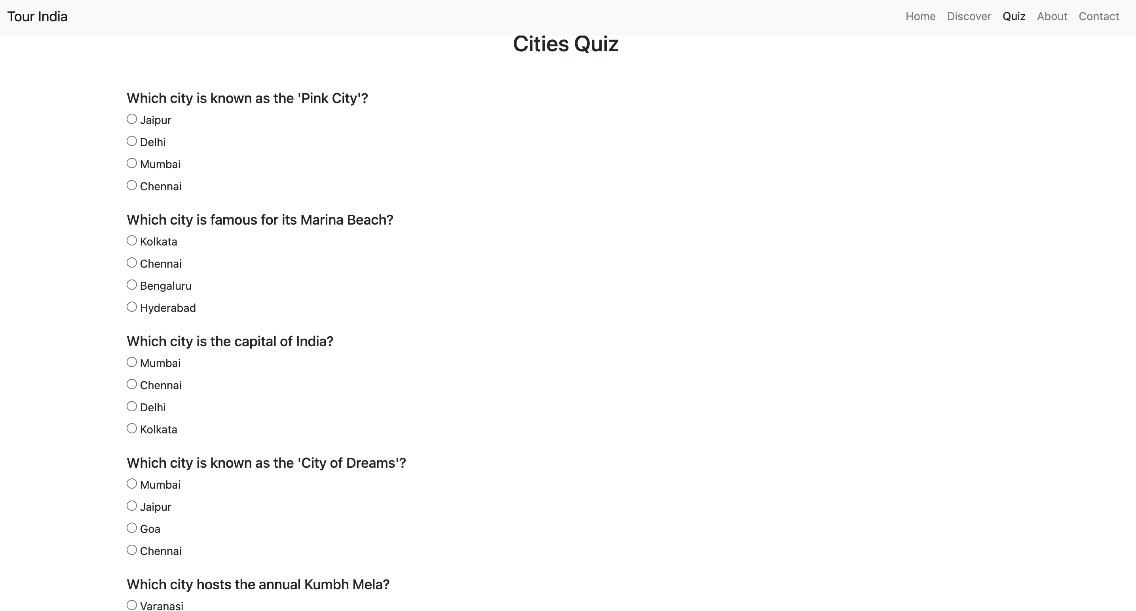 Tour India
Home Discover Quiz About Contact
Cities Quiz
Which city is known as the 'Pink City'?
Jaipur
Delhi
Mumbai
Chennai
Which city is famous for its Marina Beach?
Kolkata
Chennai
Bengaluru
Hyderabad
Which city is the capital of India?
Mumbai
Chennai
Delhi
Kolkata
Which city is known as the 'City of Dreams'?
Mumbai
Jaipur
Goa
Chennai
Which city hosts the annual Kumbh Mela?
Varanasi